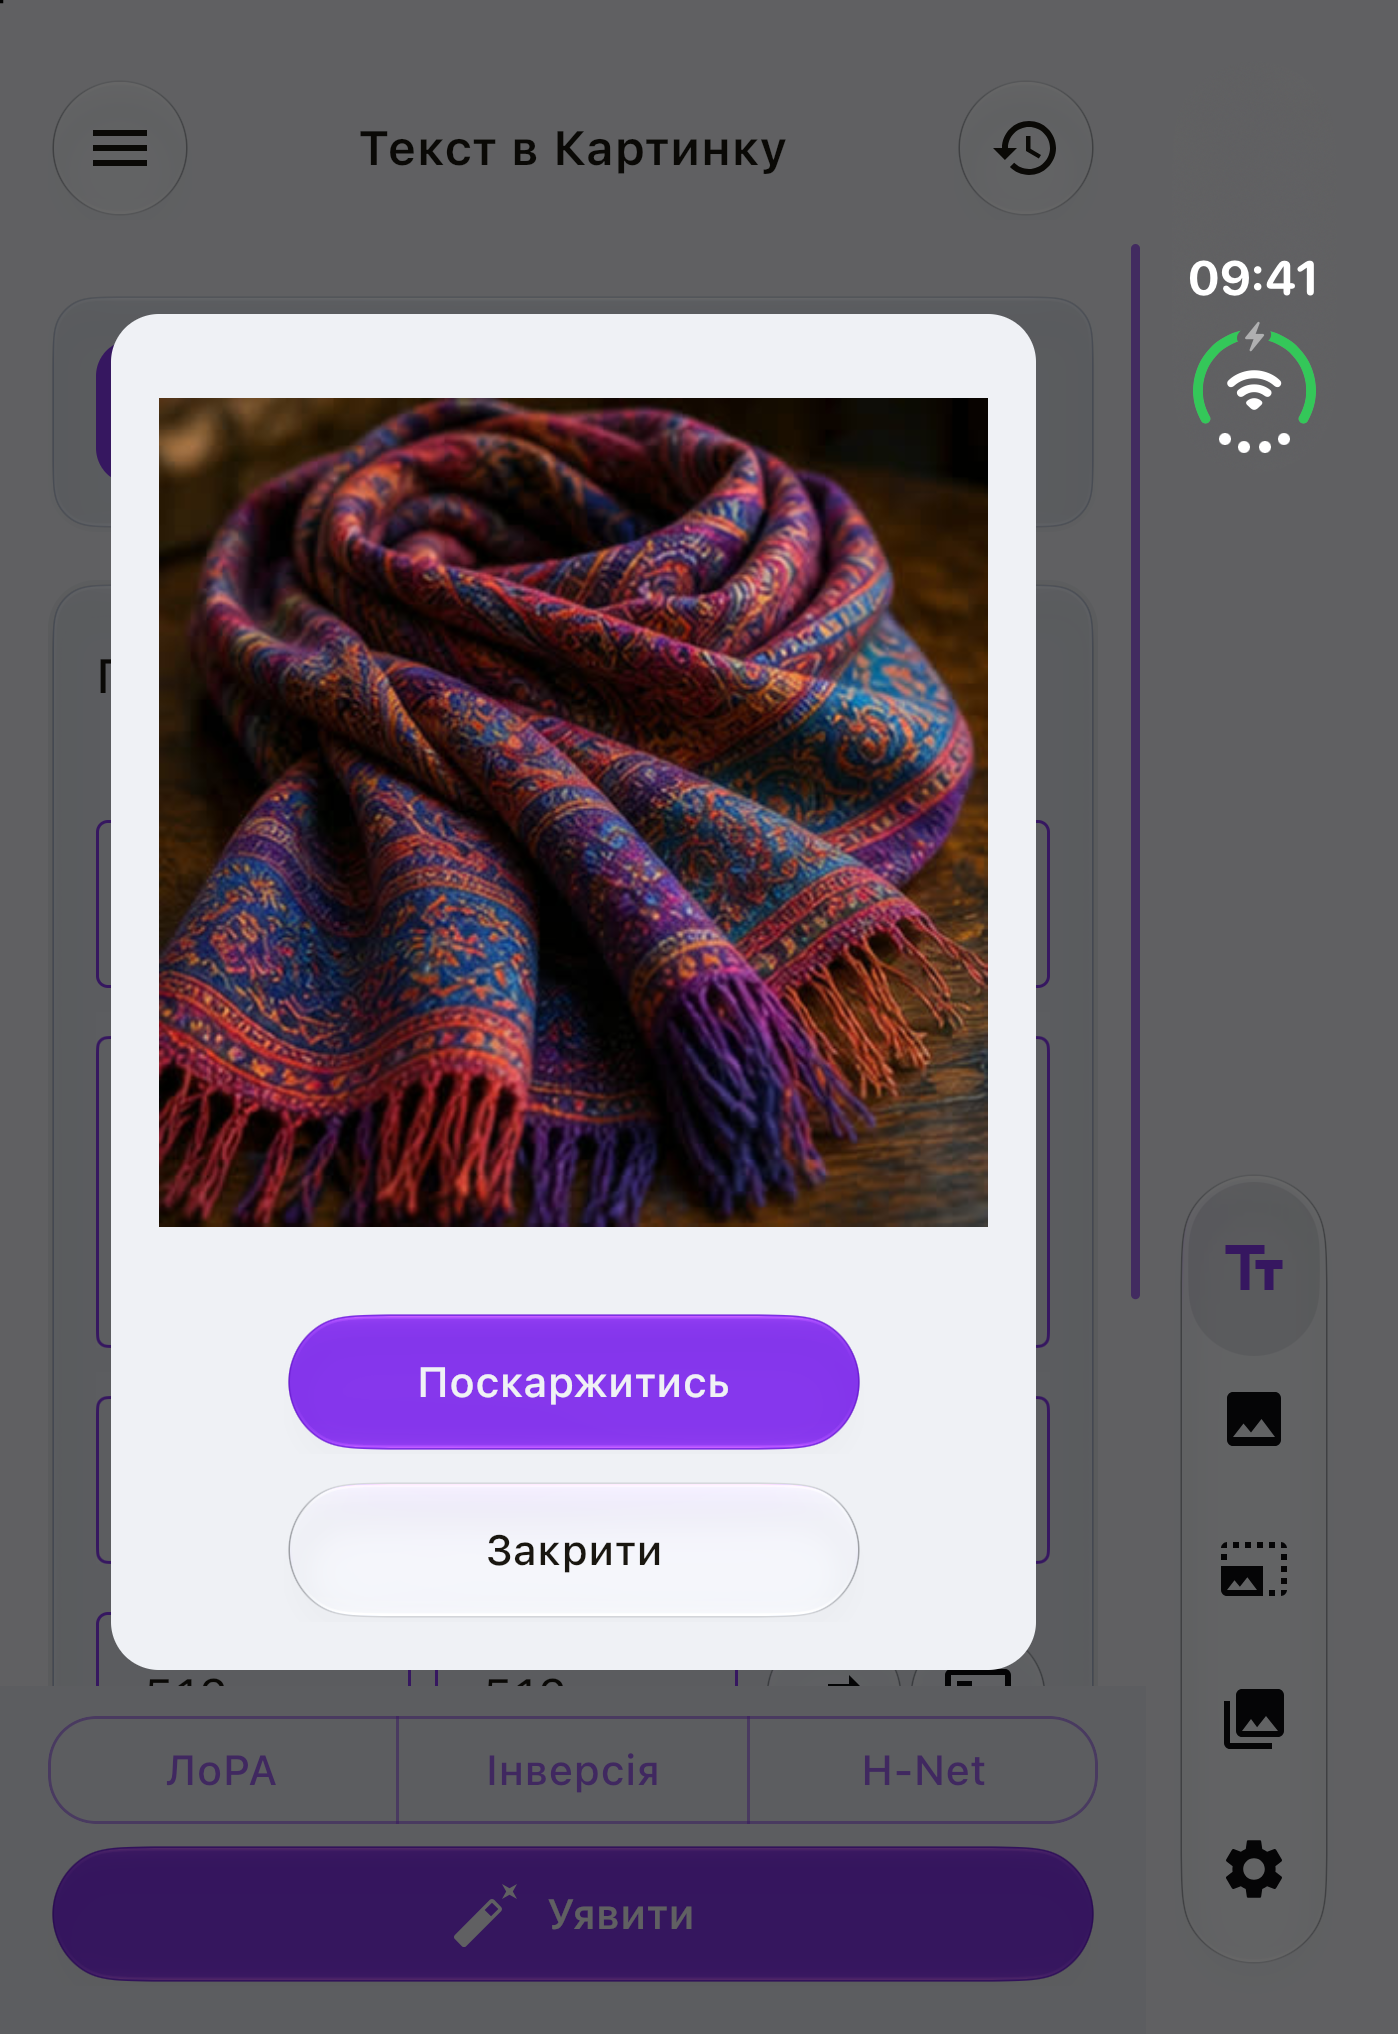 Текст в Картинку
09:41
Поскаржитись
Закрити
ЛоРА
Інверсія
H-Net
Уявити